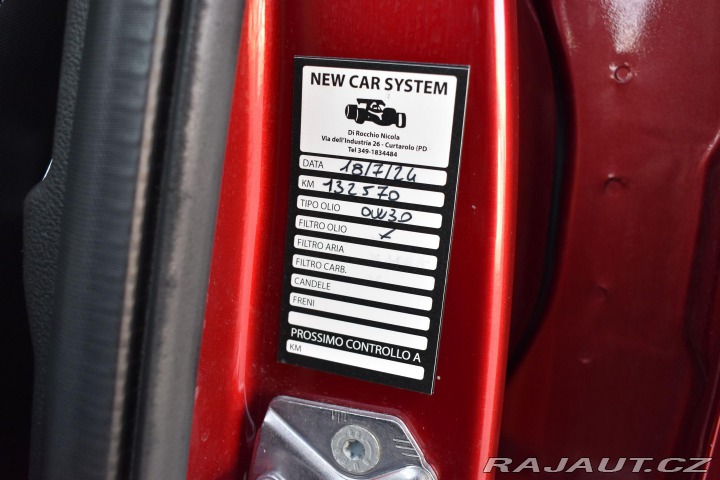 NEW CAR SYSTEM
CS
Di Rocchio Nicola
Via dell'Industria 26 - Curtarolo (PD
Tel 349-1834484
DATA 18/7/24
KM 132570
TIPO OLIO 0W30
FILTRO OLIO ✓
FILTRO ARIA
FILTRO CARB.
CANDELE
FRENI
PROSSIMO CONTROLLO A
KM
RAJAUT.CZ